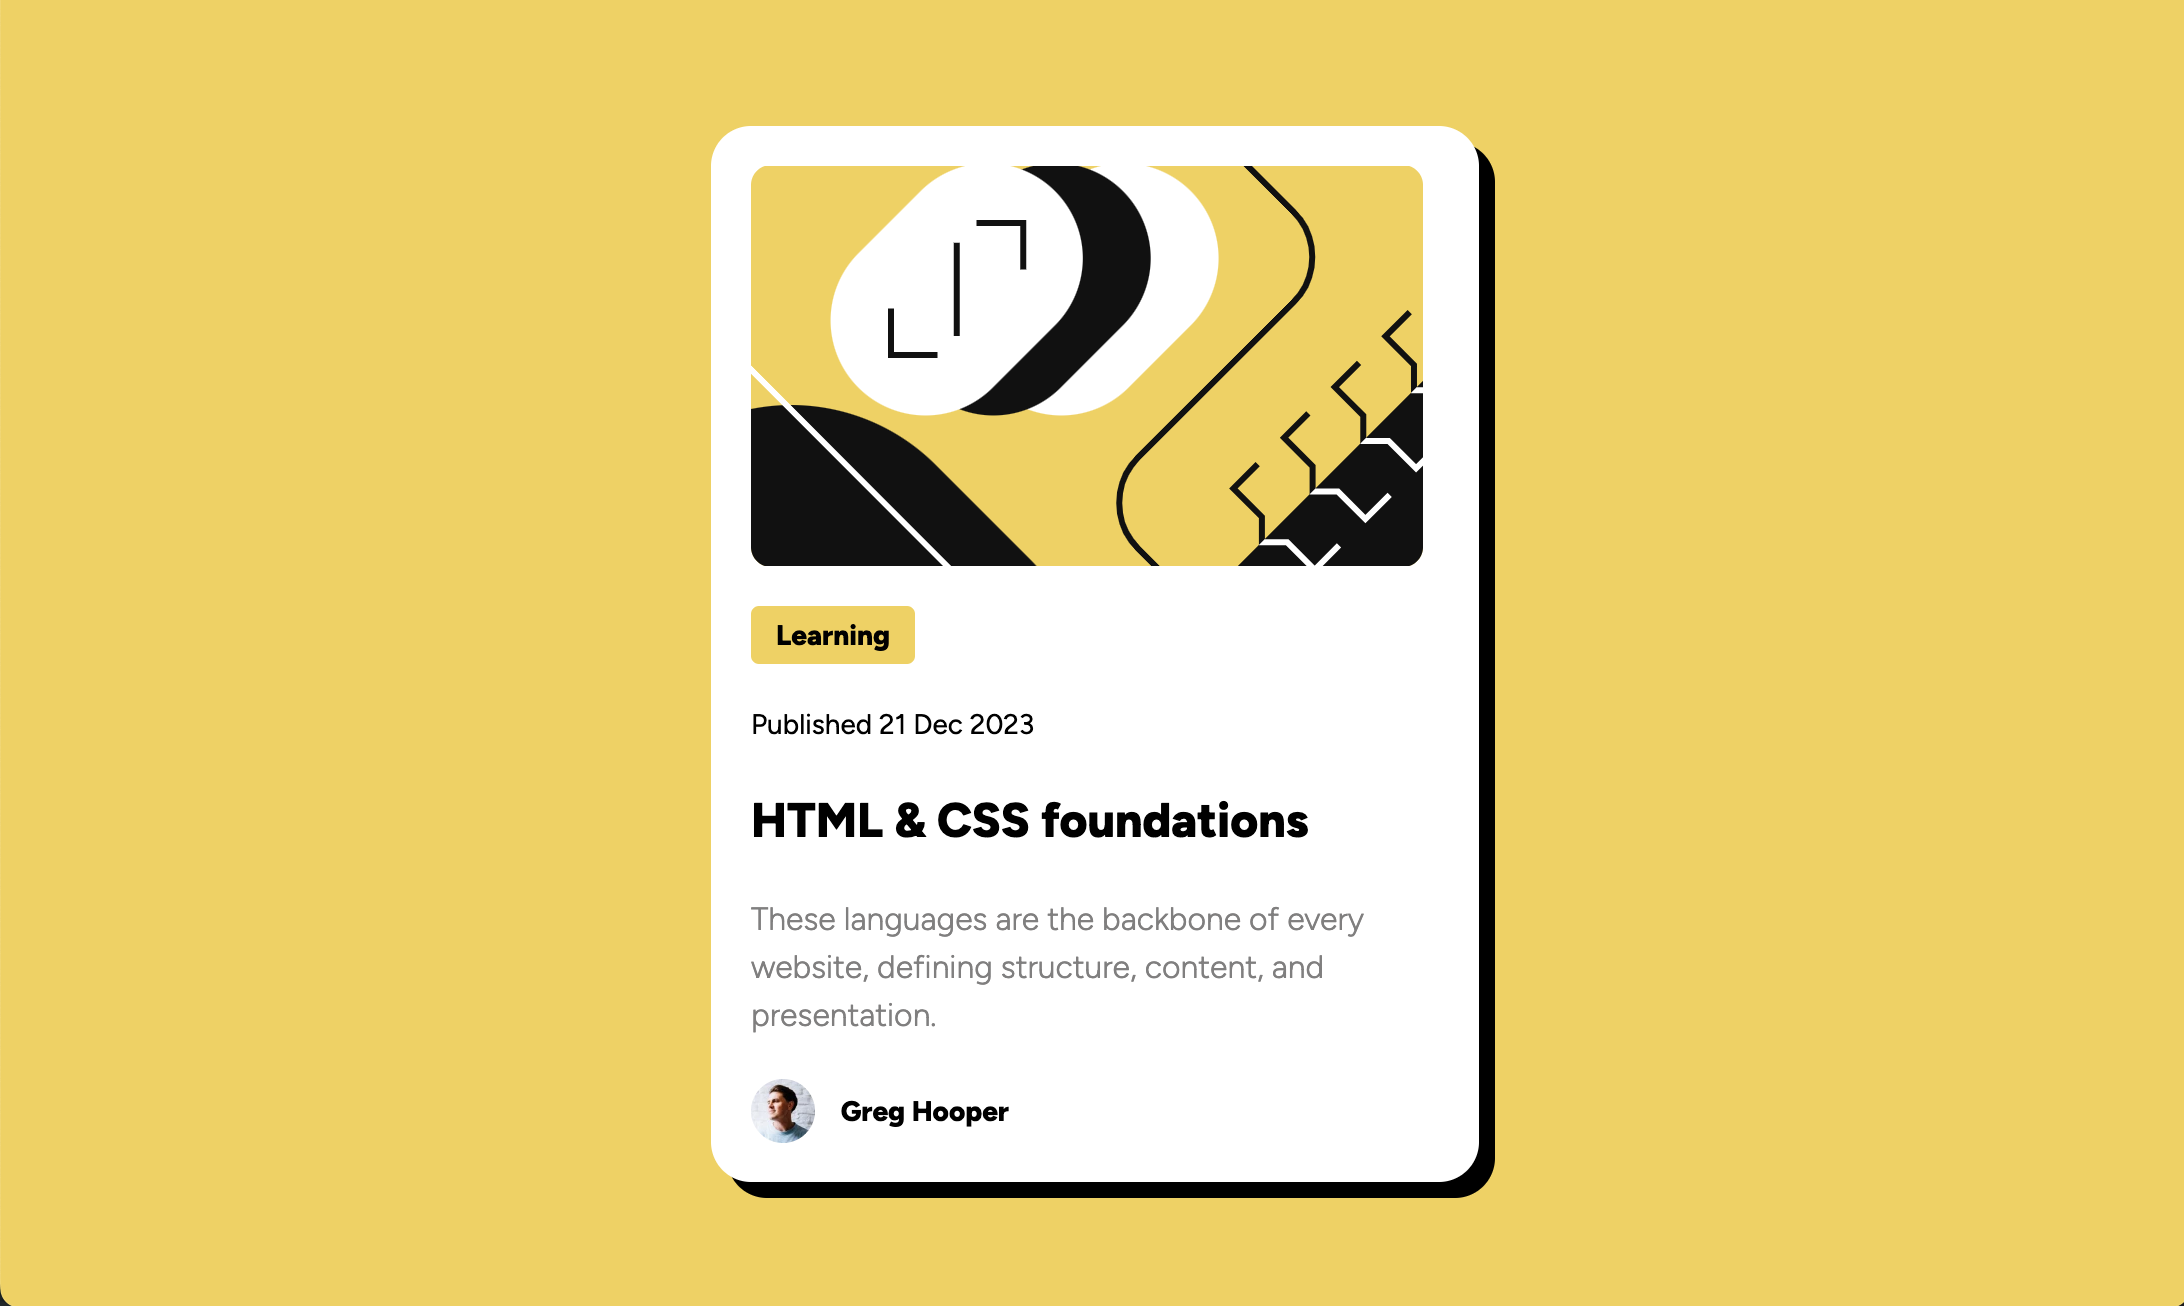 Learning
Published 21 Dec 2023
HTML & CSS foundations
These languages are the backbone of every
website, defining structure, content, and
presentation.
Greg Hooper